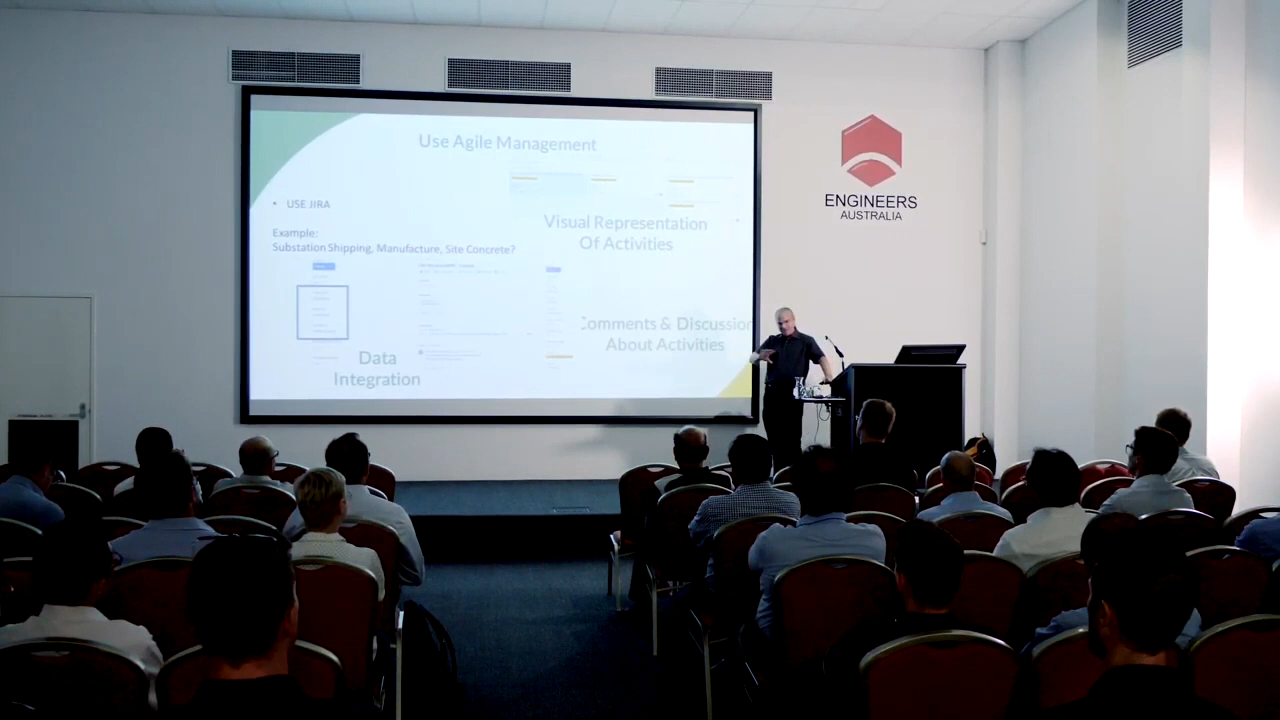 Use Agile Management
• USE JIRA
Visual Representation
Of Activities
Example:
Substation Shipping, Manufacture, Site Concrete?
Comments & Discussion
About Activities
Data
Integration
ENGINEERS
AUSTRALIA